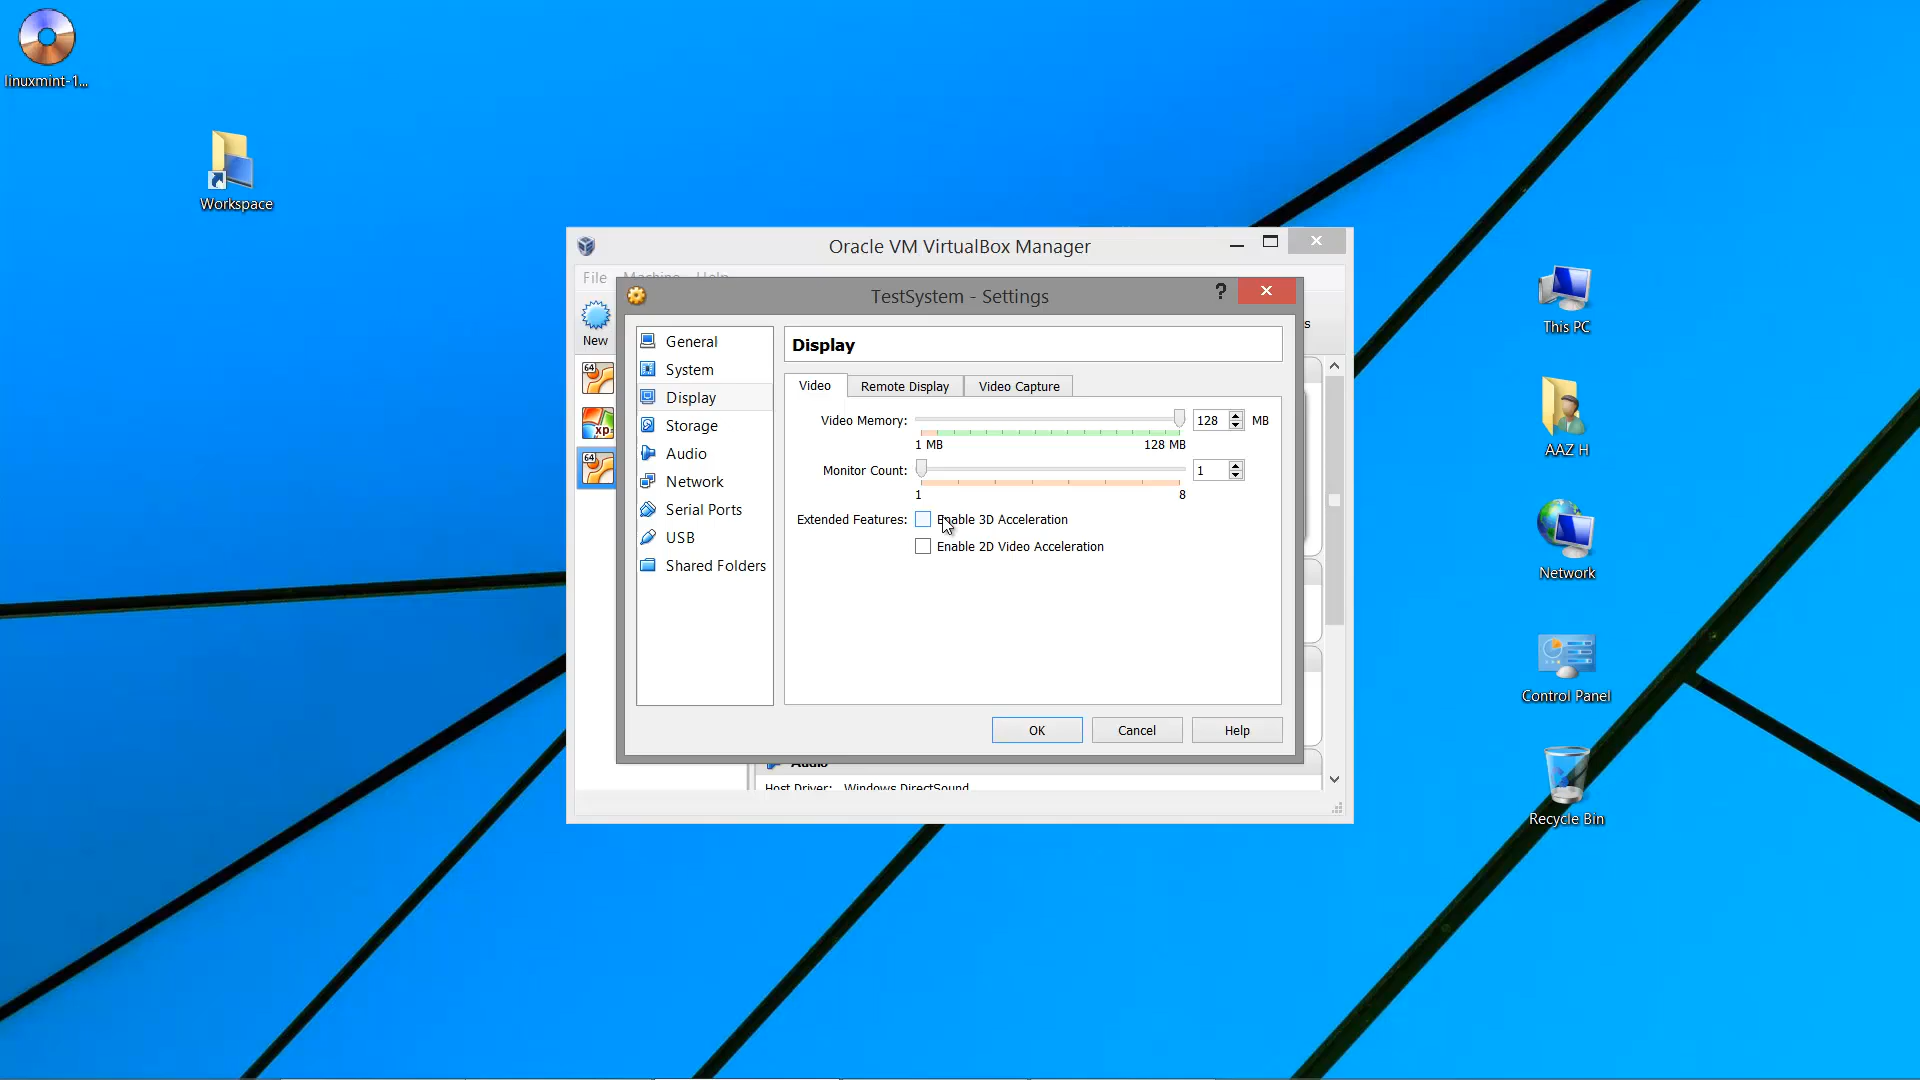 linuxmint-1...
Workspace
Oracle VM VirtualBox Manager
File Machine Help
TestSystem - Settings
?
New
s
General
System
Display
Storage
Audio
Network
Serial Ports
USB
Shared Folders
Display
Video
Remote Display
Video Capture
Video Memory: 128 MB
1 MB 128 MB
Monitor Count: 1
1 8
Extended Features: Enable 3D Acceleration
Enable 2D Video Acceleration
OK
Cancel
Help
64
xp
64
Audio
Host Driver: Windows DirectSound
This PC
AAZ H
Network
Control Panel
Recycle Bin